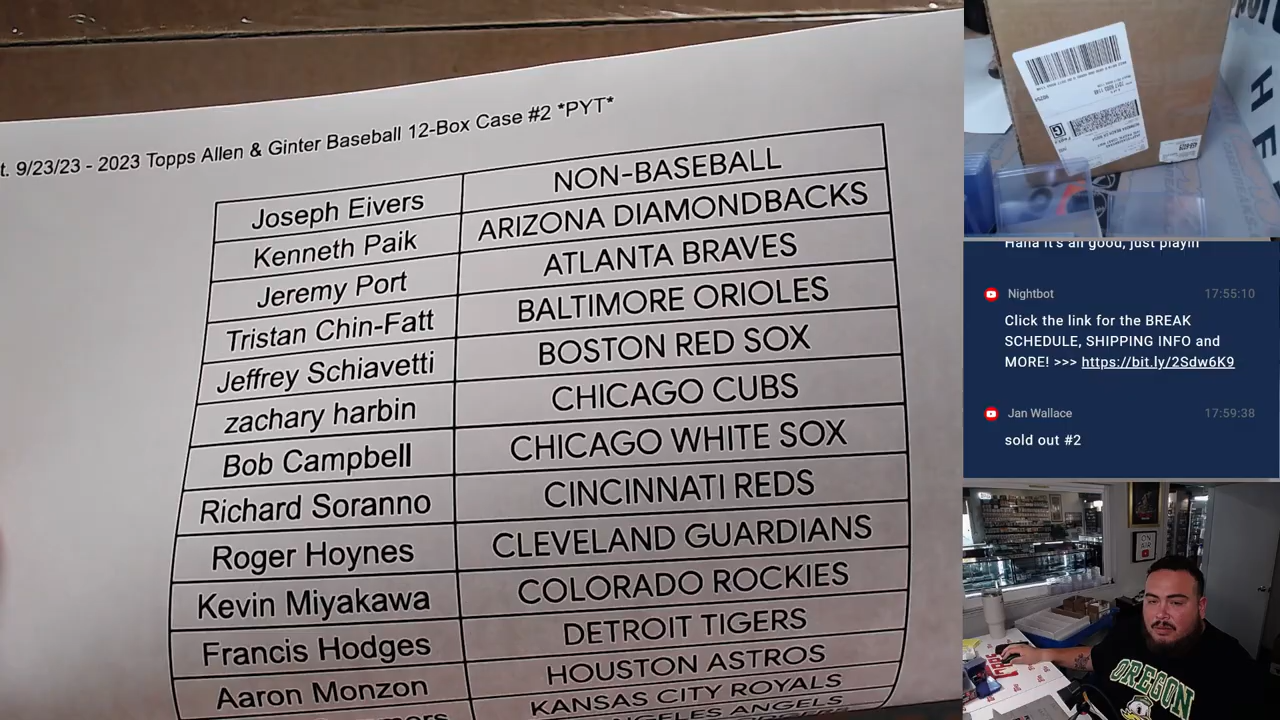 t. 9/23/23 - 2023 Topps Allen & Ginter Baseball 12-Box Case #2 *PYT*
Joseph Eivers NON-BASEBALL
Kenneth Paik ARIZONA DIAMONDBACKS
Jeremy Port ATLANTA BRAVES
Tristan Chin-Fatt BALTIMORE ORIOLES
Jeffrey Schiavetti BOSTON RED SOX
zachary harbin CHICAGO CUBS
Bob Campbell CHICAGO WHITE SOX
Richard Soranno CINCINNATI REDS
Roger Hoynes CLEVELAND GUARDIANS
Kevin Miyakawa COLORADO ROCKIES
Francis Hodges DETROIT TIGERS
Aaron Monzon HOUSTON ASTROS
KANSAS CITY ROYALS
ANGELS
Haha it's all good, just playin
Nightbot 17:55:10
Click the link for the BREAK
SCHEDULE, SHIPPING INFO and
MORE! >>> https://bit.ly/2Sdw6K9
Jan Wallace 17:59:38
sold out #2
ON AIR
OREGON